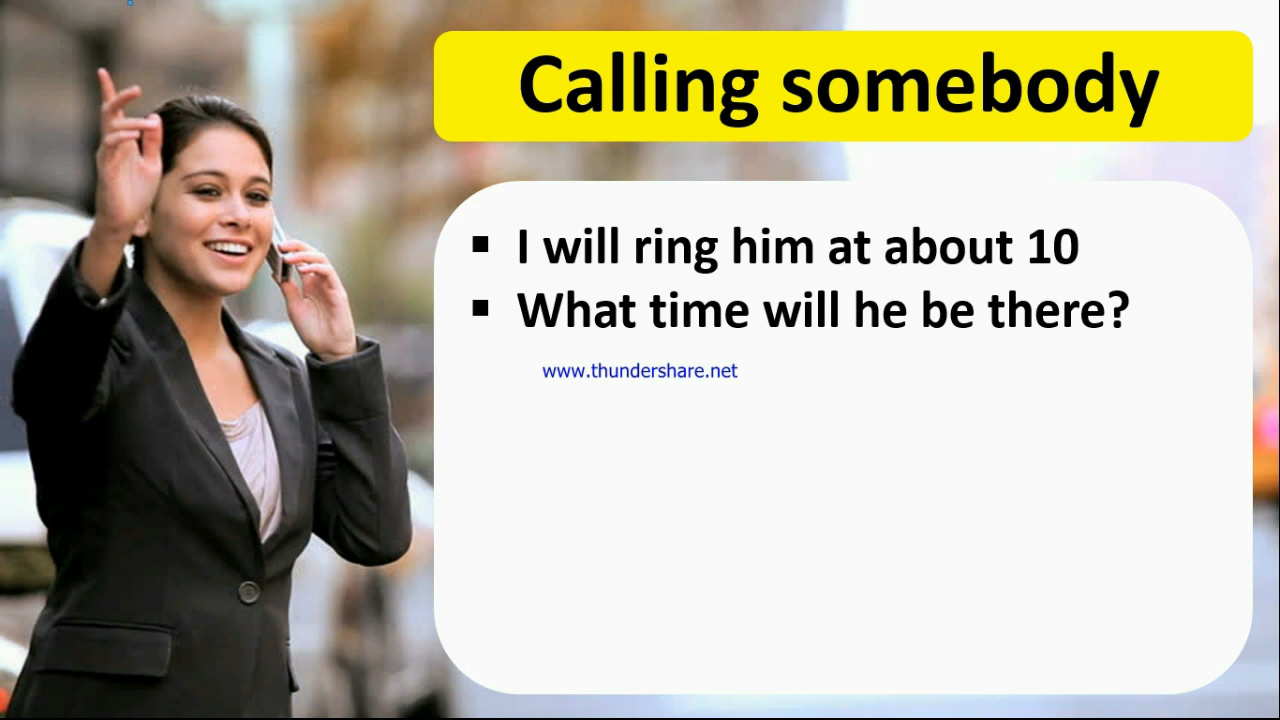 Calling somebody
▪ I will ring him at about 10
▪ What time will he be there?
www.thundershare.net